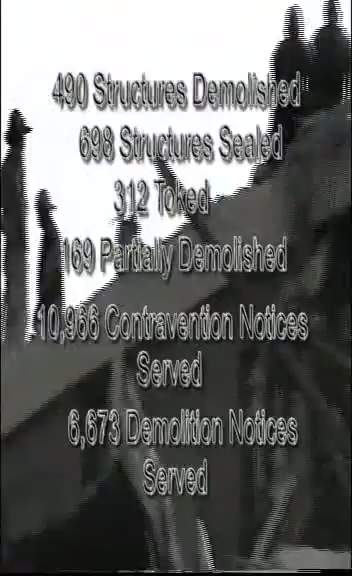 490 Structures Demolished
698 Structures Sealed
312 Toked
169 Partially Demolished
10,966 Contravention Notices
Served
6,673 Demolition Notices
Served